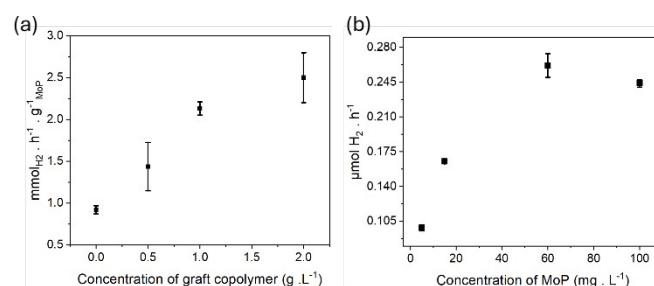 (a)
3.0
2.5
2.0
1.5
1.0
0.5
0.0 0.5 1.0 1.5 2.0
mmol_H2 . h⁻¹ . g⁻¹_MoP
Concentration of graft copolymer (g .L⁻¹)
(b)
0.280
0.245
0.210
0.175
0.140
0.105
0 20 40 60 80 100
µmol H₂ . h⁻¹
Concentration of MoP (mg . L⁻¹)